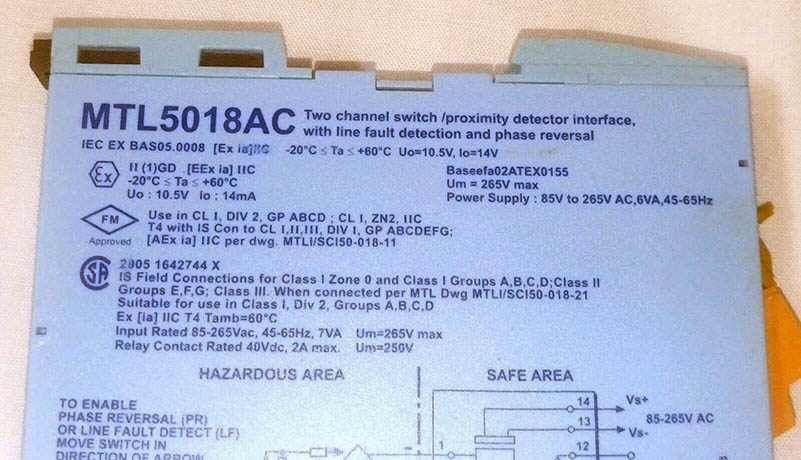 MTL5018AC Two channel switch /proximity detector interface,
with line fault detection and phase reversal
IEC EX BAS05.0008 [Ex ia]IIC -20°C ≤ Ta ≤ +60°C Uo=10.5V, Io=14V
II (1)GD [EEx ia] IIC
-20°C ≤ Ta ≤ +60°C
Uo : 10.5V Io : 14mA
Baseefa02ATEX0155
Um = 265V max
Power Supply : 85V to 265V AC,6VA,45-65Hz
FM
Approved
Use in CL I, DIV 2, GP ABCD ; CL I, ZN2, IIC
T4 with IS Con to CL I,II,III, DIV I, GP ABCDEFG;
[AEx ia] IIC per dwg. MTLI/SCI50-018-11
2005 1642744 X
IS Field Connections for Class I Zone 0 and Class I Groups A,B,C,D;Class II
Groups E,F,G; Class III. When connected per MTL Dwg MTLI/SCI50-018-21
Suitable for use in Class I, Div 2, Groups A,B,C,D
Ex [ia] IIC T4 Tamb=60°C
Input Rated 85-265Vac, 45-65Hz, 7VA Um=265V max
Relay Contact Rated 40Vdc, 2A max. Um=250V
HAZARDOUS AREA SAFE AREA
TO ENABLE
PHASE REVERSAL (PR)
OR LINE FAULT DETECT (LF)
MOVE SWITCH IN
DIRECTION OF ARROW
14 Vs+
85-265V AC
13 Vs-
12
1